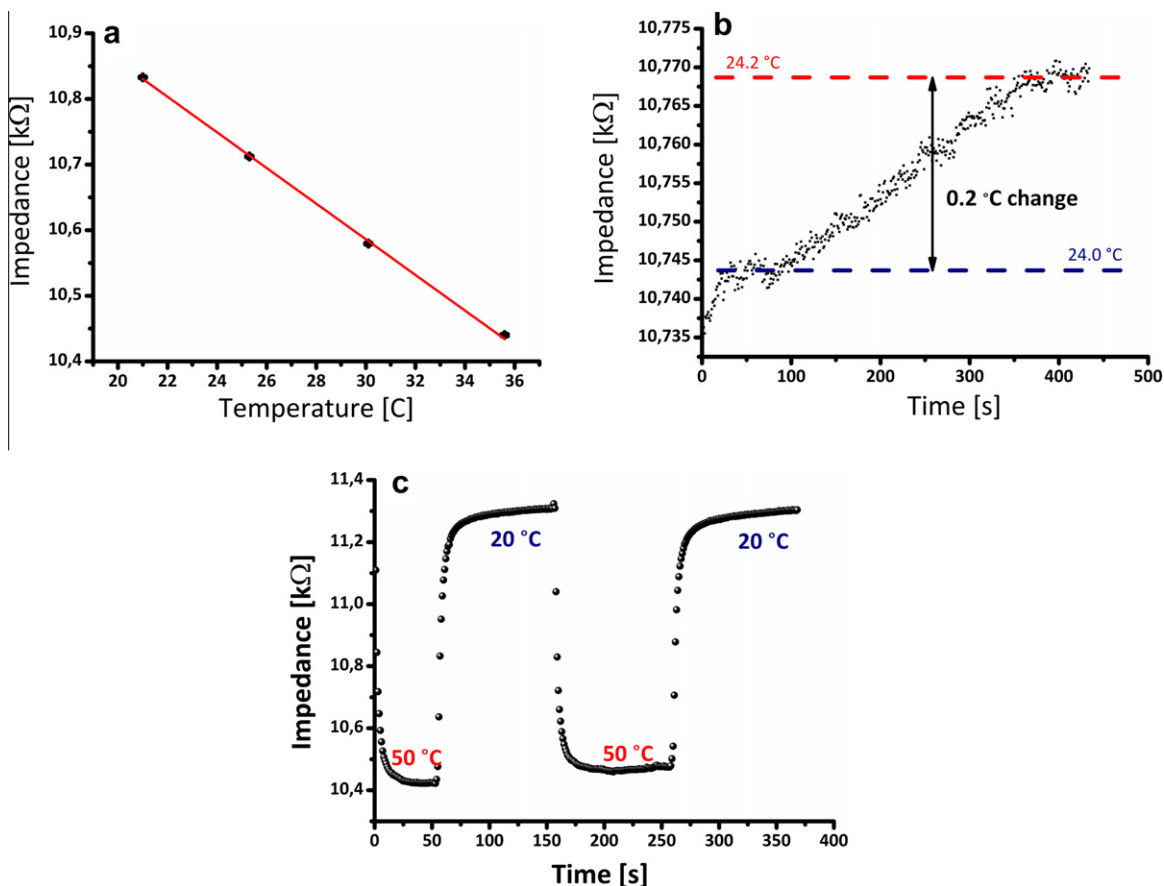 a
10,9
10,8
10,7
10,6
10,5
10,4
Impedance [kΩ]
20 22 24 26 28 30 32 34 36
Temperature [C]
b
10,775
10,770
10,765
10,760
10,755
10,750
10,745
10,740
10,735
Impedance [kΩ]
24.2 °C
0.2 °C change
24.0 °C
0 100 200 300 400 500
Time [s]
c
11,4
11,2
11,0
10,8
10,6
10,4
Impedance [kΩ]
20 °C 20 °C
50 °C 50 °C
0 50 100 150 200 250 300 350 400
Time [s]